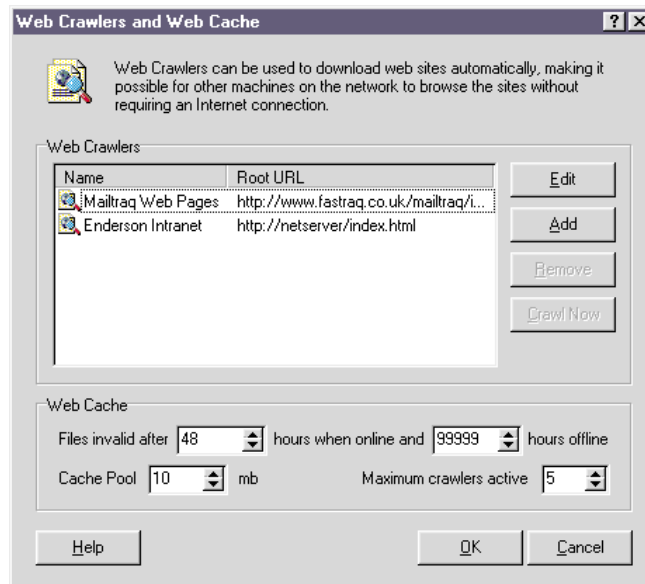 Web Crawlers and Web Cache
Web Crawlers can be used to download web sites automatically, making it
possible for other machines on the network to browse the sites without
requiring an Internet connection.
Web Crawlers
Name Root URL
Mailtraq Web Pages http://www.fastraq.co.uk/mailtraq/i...
Enderson Intranet http://netserver/index.html
Edit
Add
Remove
Crawl Now
Web Cache
Files invalid after 48 hours when online and 99999 hours offline
Cache Pool 10 mb Maximum crawlers active 5
Help OK Cancel